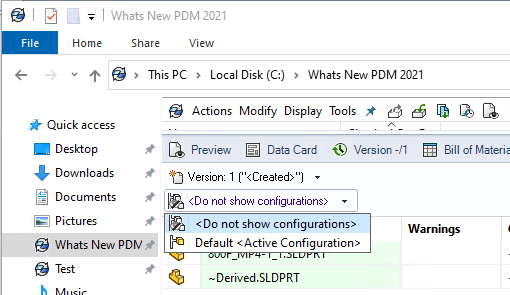 Whats New PDM 2021
File Home Share View
This PC > Local Disk (C:) > Whats New PDM 2021
Quick access
Desktop
Downloads
Documents
Pictures
Whats New PDM
Test
Music
Actions Modify Display Tools
Preview Data Card Version -/1 Bill of Materia
Version: 1 ("<Created>")
<Do not show configurations>
<Do not show configurations>
Default <Active Configuration>
Warnings
800F_MP4-1_1.SLDPRT
~Derived.SLDPRT